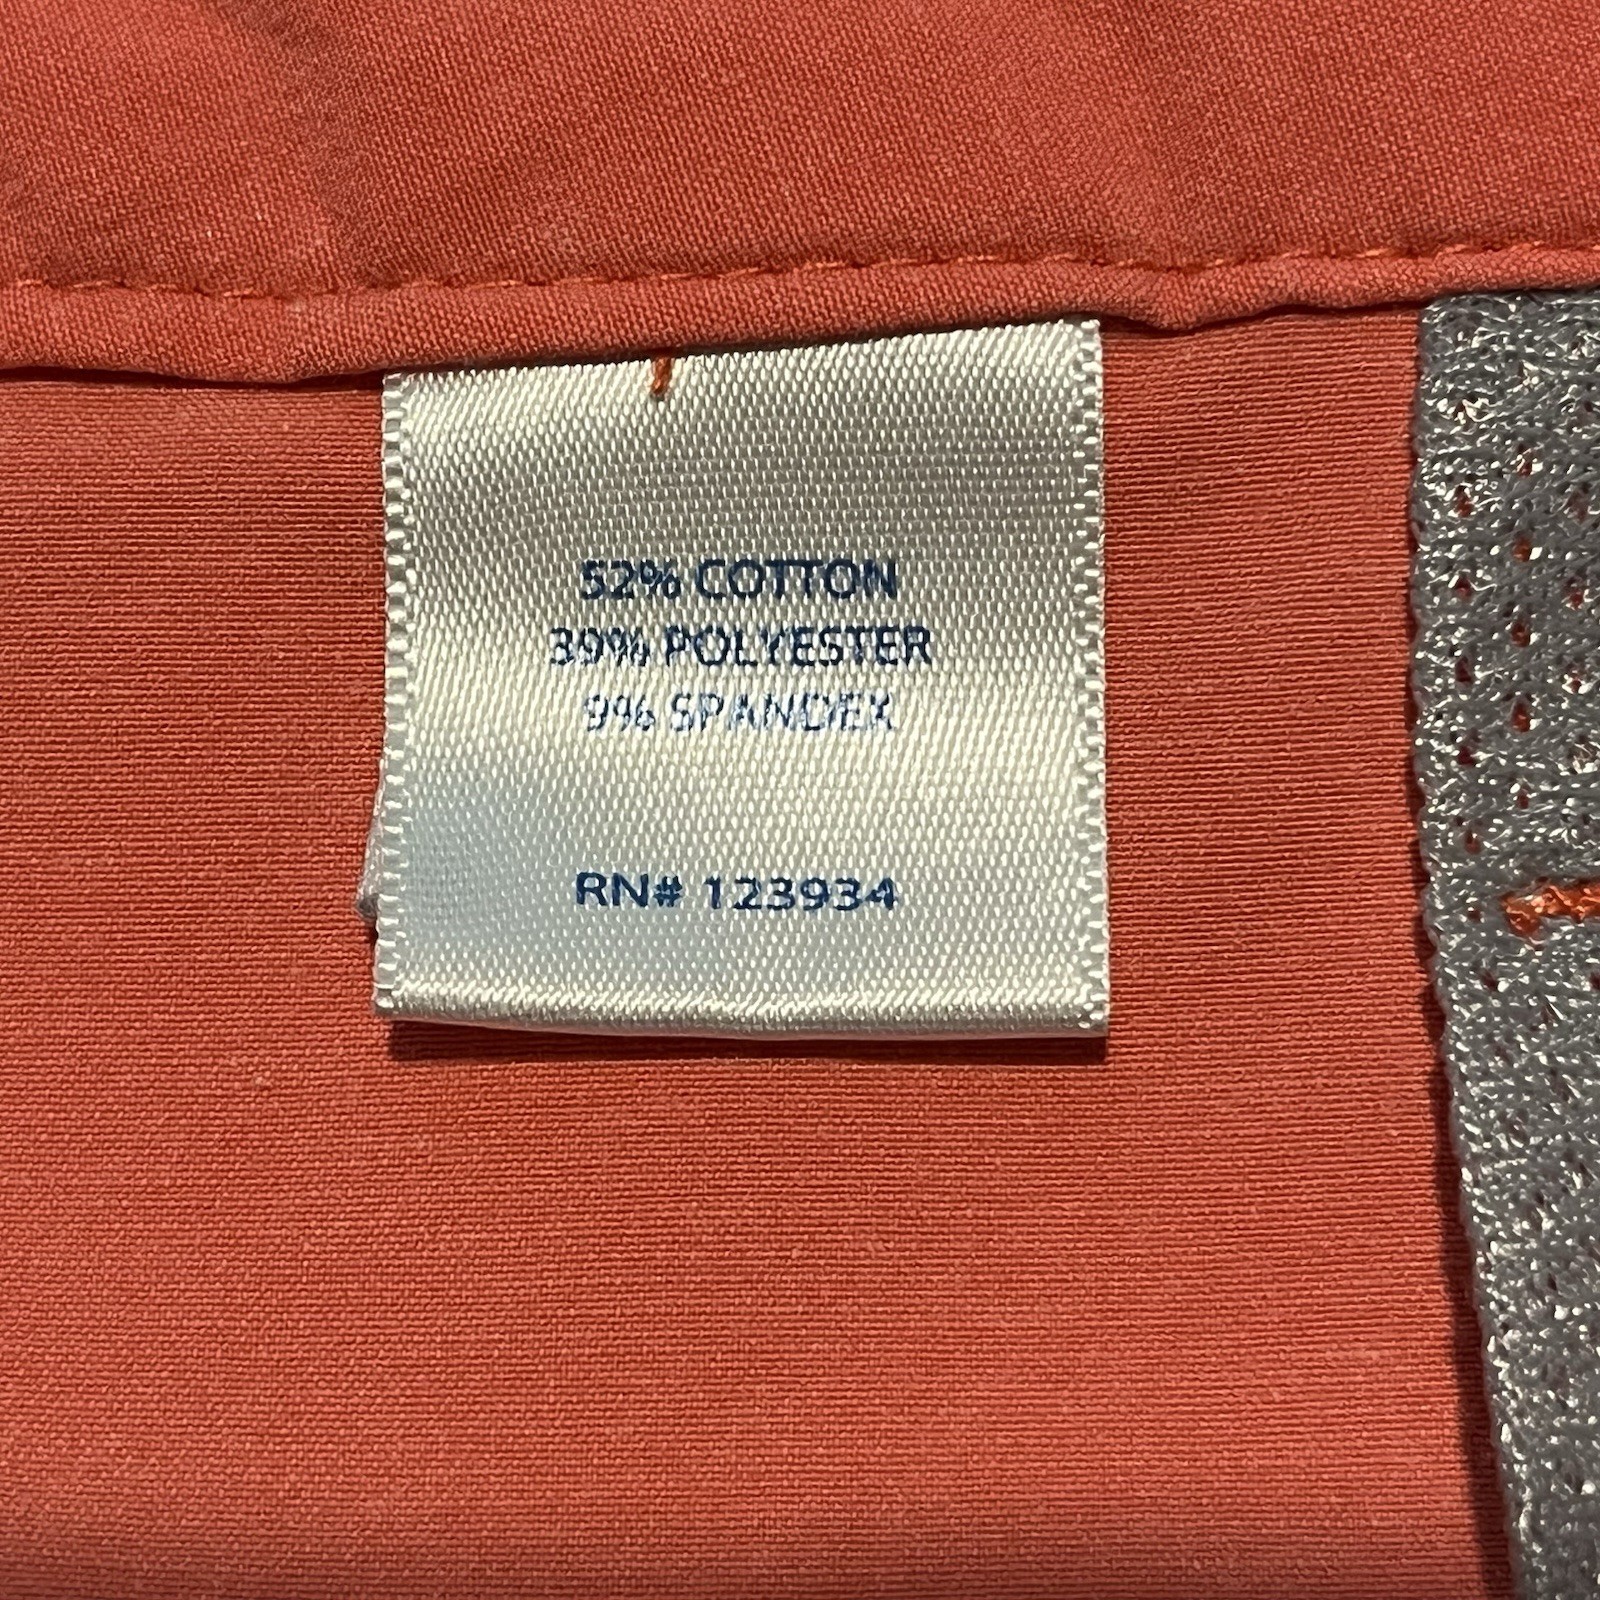 52% COTTON
39% POLYESTER
9% SPANDEX
RN# 123934